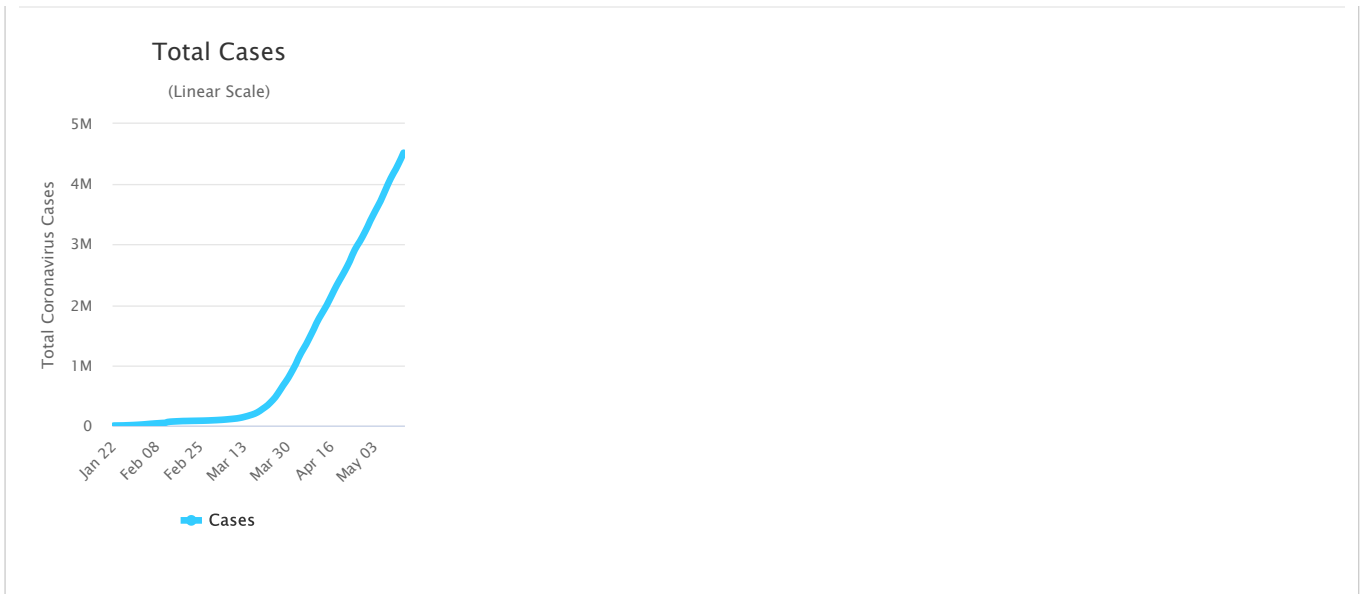 Total Cases
(Linear Scale)
Total Coronavirus Cases
5M
4M
3M
2M
1M
0
Jan 22
Feb 08
Feb 25
Mar 13
Mar 30
Apr 16
May 03
Cases